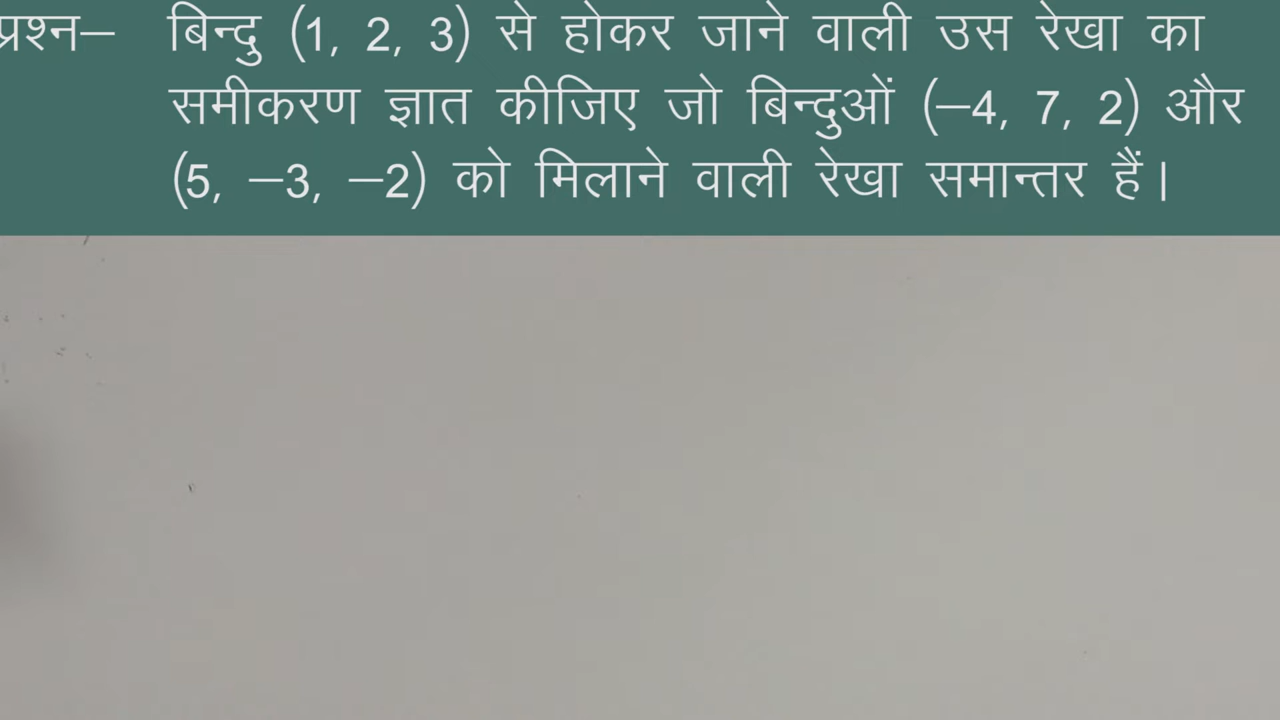 प्रश्न– बिन्दु (1, 2, 3) से होकर जाने वाली उस रेखा का
समीकरण ज्ञात कीजिए जो बिन्दुओं (–4, 7, 2) और
(5, –3, –2) को मिलाने वाली रेखा समान्तर हैं।